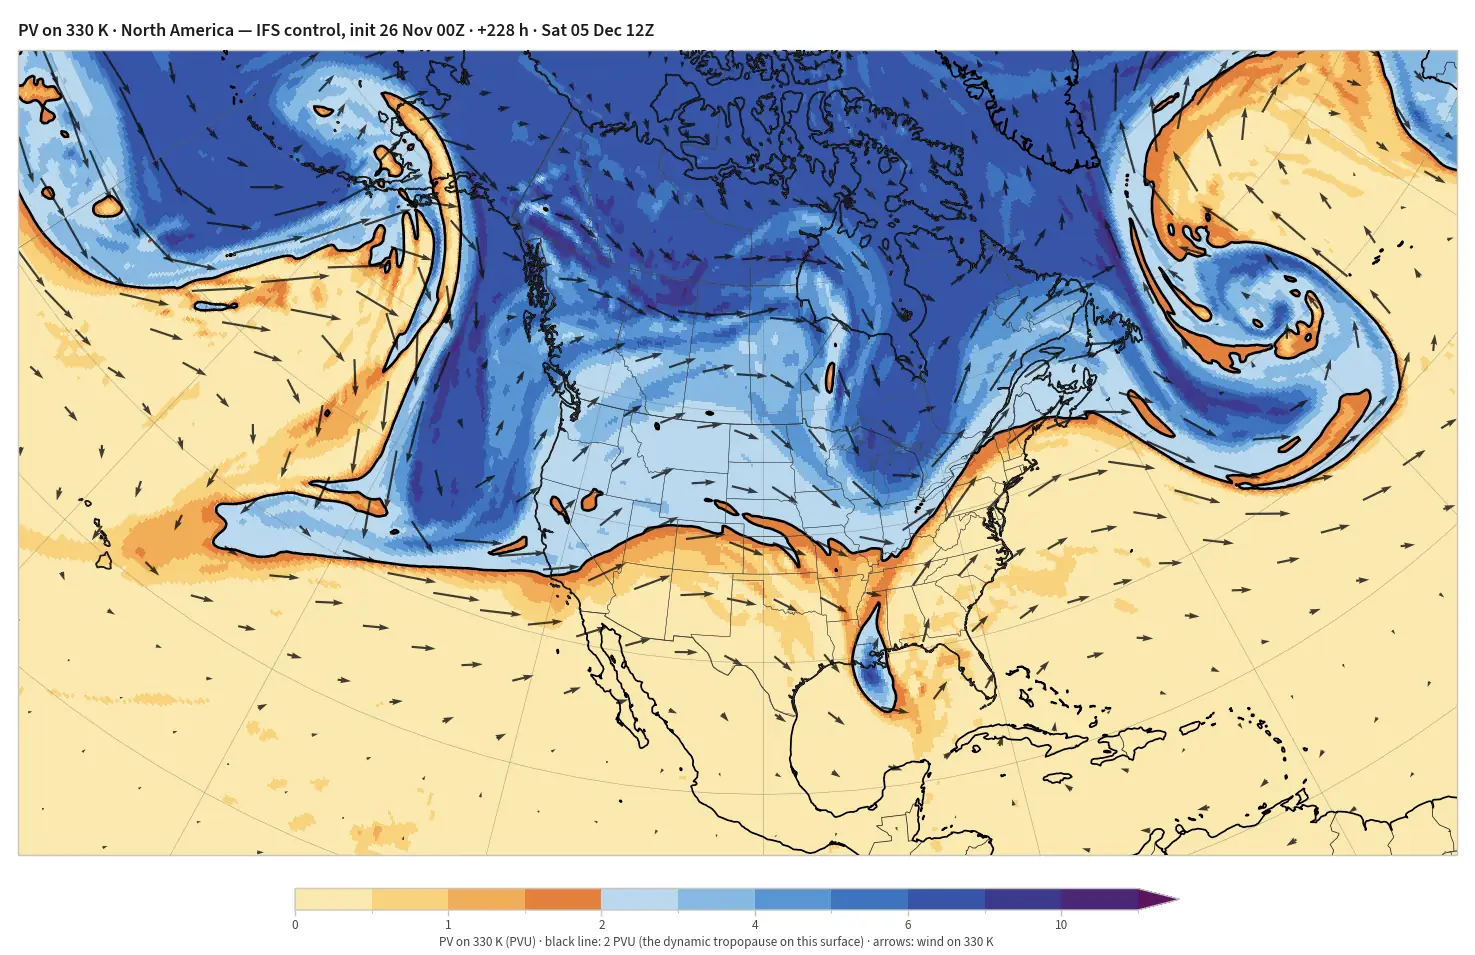 PV on 330 K · North America — IFS control, init 26 Nov 00Z · +228 h · Sat 05 Dec 12Z
0 1 2 4 6 10
PV on 330 K (PVU) · black line: 2 PVU (the dynamic tropopause on this surface) · arrows: wind on 330 K